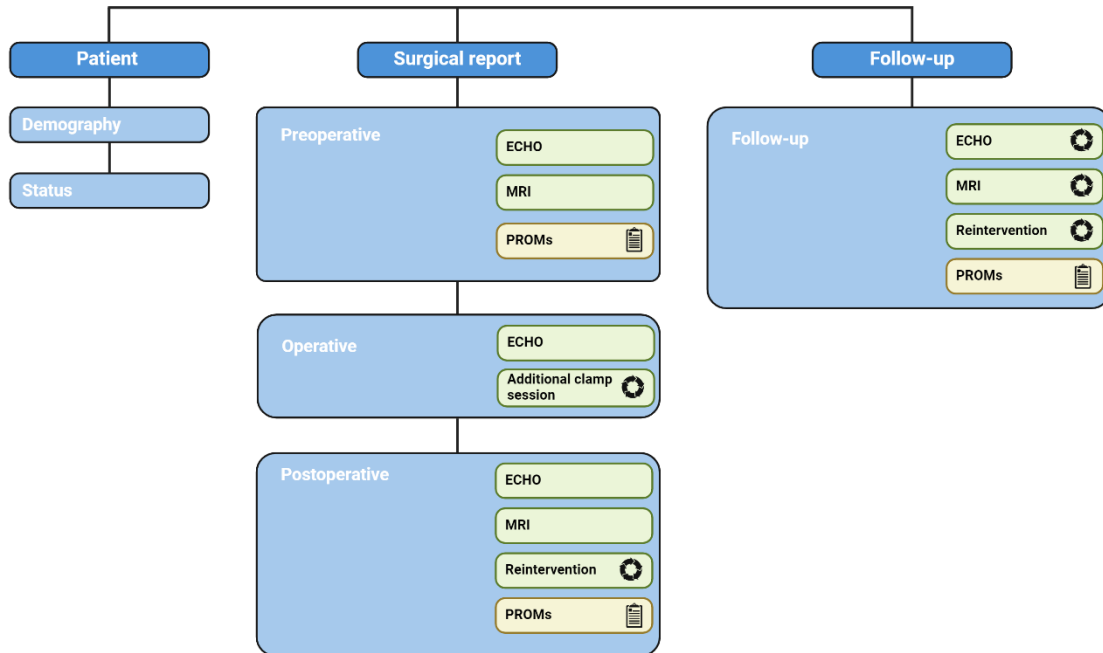 Patient
Surgical report
Follow-up
Demography
Status
Preoperative
ECHO
MRI
PROMs
Operative
ECHO
Additional clamp
session
Postoperative
ECHO
MRI
Reintervention
PROMs
Follow-up
ECHO
MRI
Reintervention
PROMs